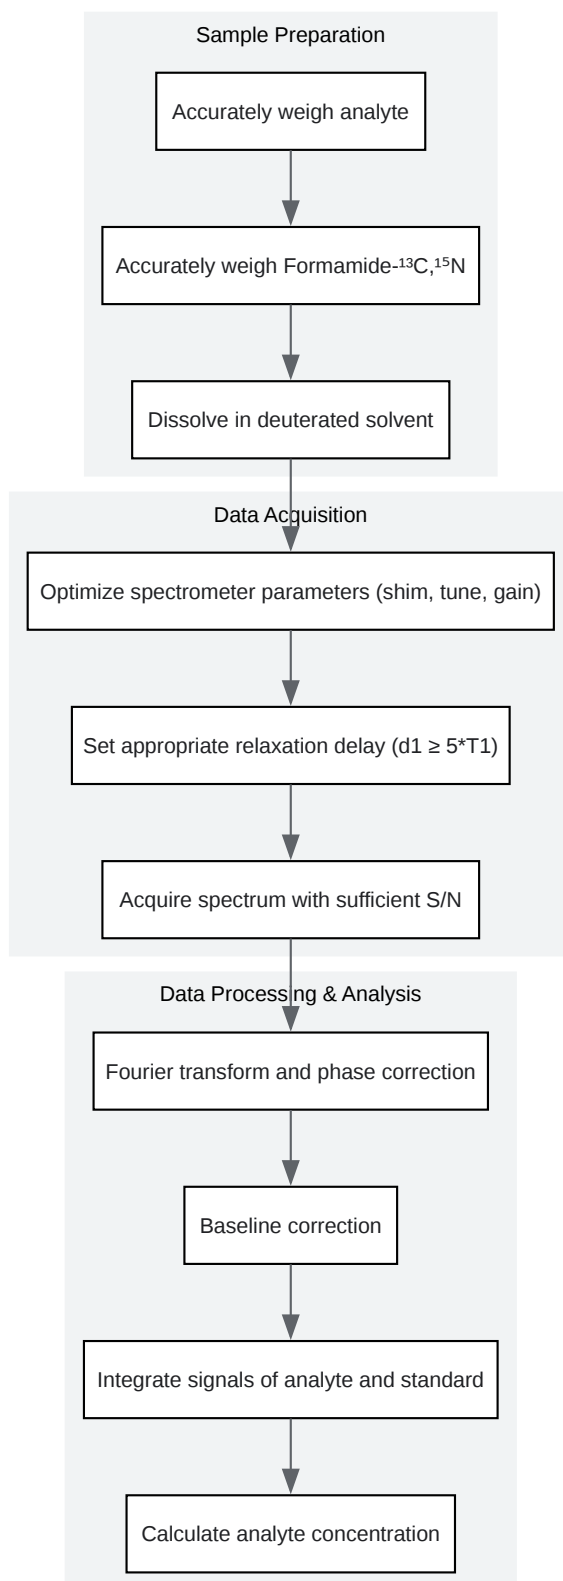 Sample Preparation
Accurately weigh analyte
Accurately weigh Formamide-¹³C,¹⁵N
Dissolve in deuterated solvent
Data Acquisition
Optimize spectrometer parameters (shim, tune, gain)
Set appropriate relaxation delay (d1 ≥ 5*T1)
Acquire spectrum with sufficient S/N
Data Processing & Analysis
Fourier transform and phase correction
Baseline correction
Integrate signals of analyte and standard
Calculate analyte concentration